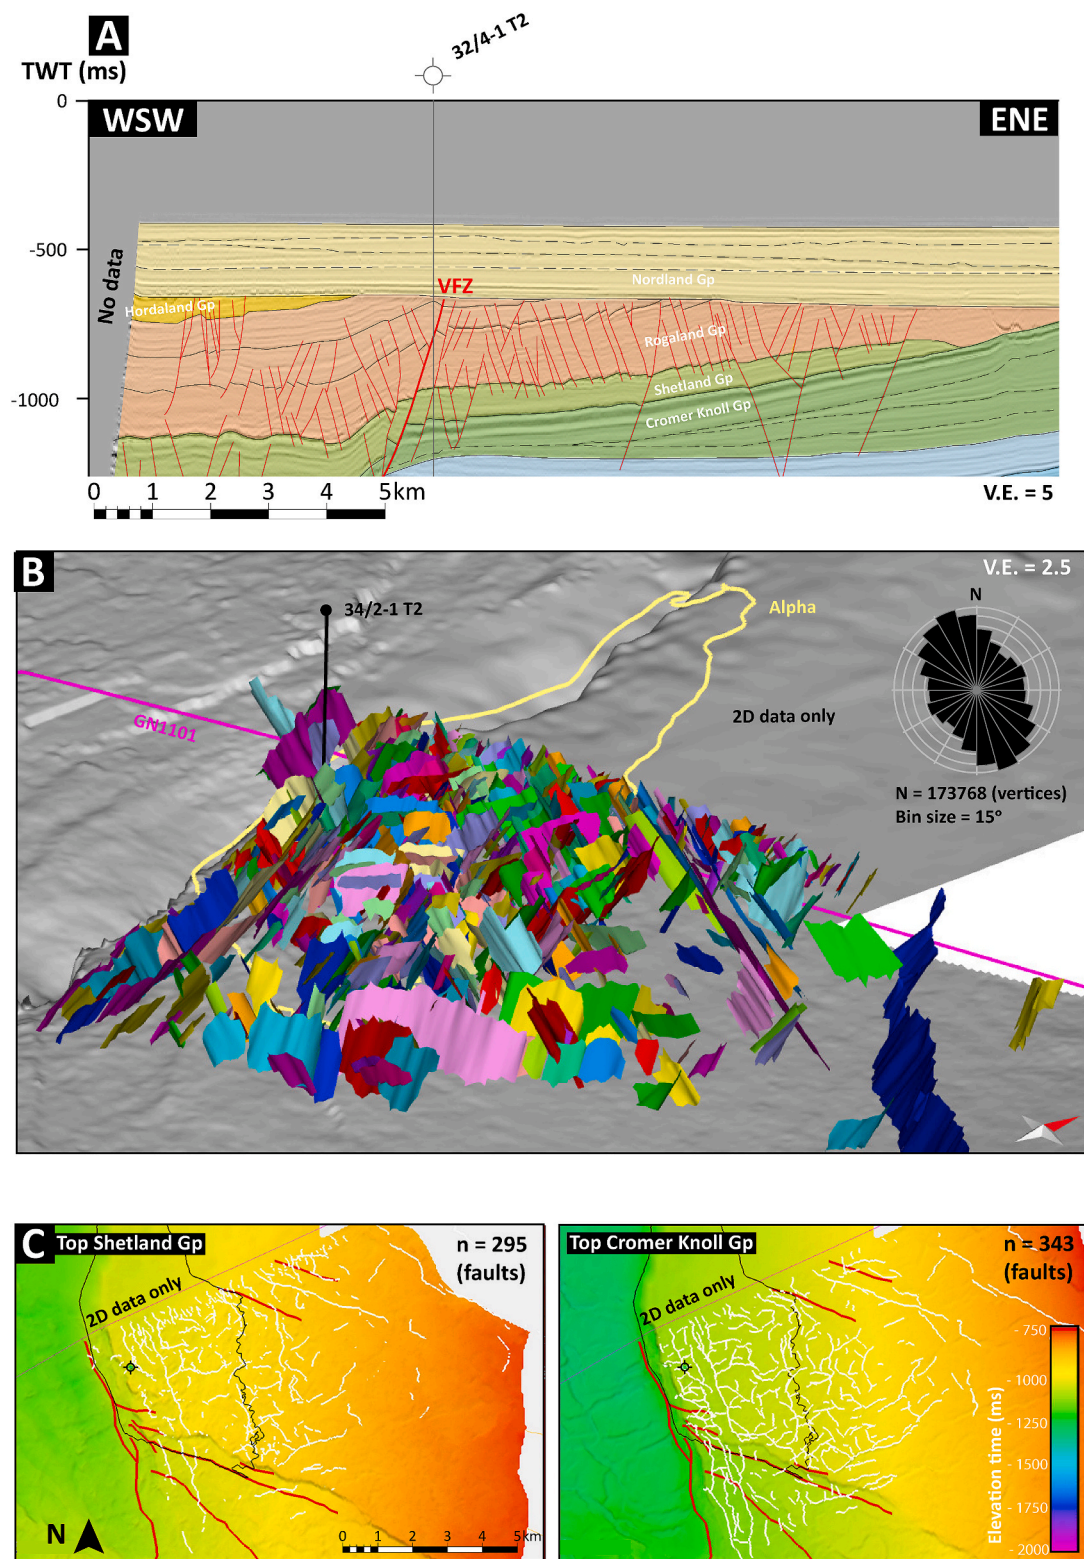 A
32/4-1 T2
TWT (ms)
0
WSW
ENE
No data
-500
Nordland Gp
VFZ
Hordaland Gp
Rogaland Gp
Shetland Gp
-1000
Cromer Knoll Gp
0 1 2 3 4 5km
V.E. = 5
B
V.E. = 2.5
N
34/2-1 T2
Alpha
GN1101
2D data only
N = 173768 (vertices)
Bin size = 15°
C
Top Shetland Gp
n = 295
(faults)
2D data only
N
0 1 2 3 4 5km
Top Cromer Knoll Gp
n = 343
(faults)
2D data only
Elevation time (ms)
- 750
- 1000
- 1250
- 1500
- 1750
- 2000